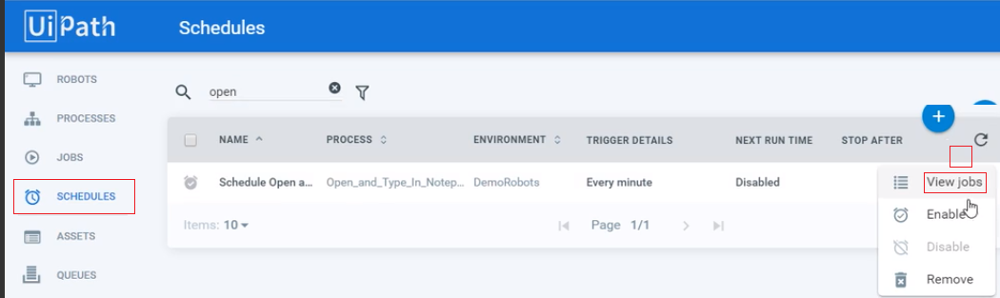 UiPath Schedules
ROBOTS
open
PROCESSES
NAME PROCESS ENVIRONMENT TRIGGER DETAILS NEXT RUN TIME STOP AFTER
JOBS
Schedule Open a... Open_and_Type_In_Notep... DemoRobots Every minute Disabled
View jobs
SCHEDULES
Enable
Items: 10 Page 1/1
ASSETS
Disable
QUEUES
Remove